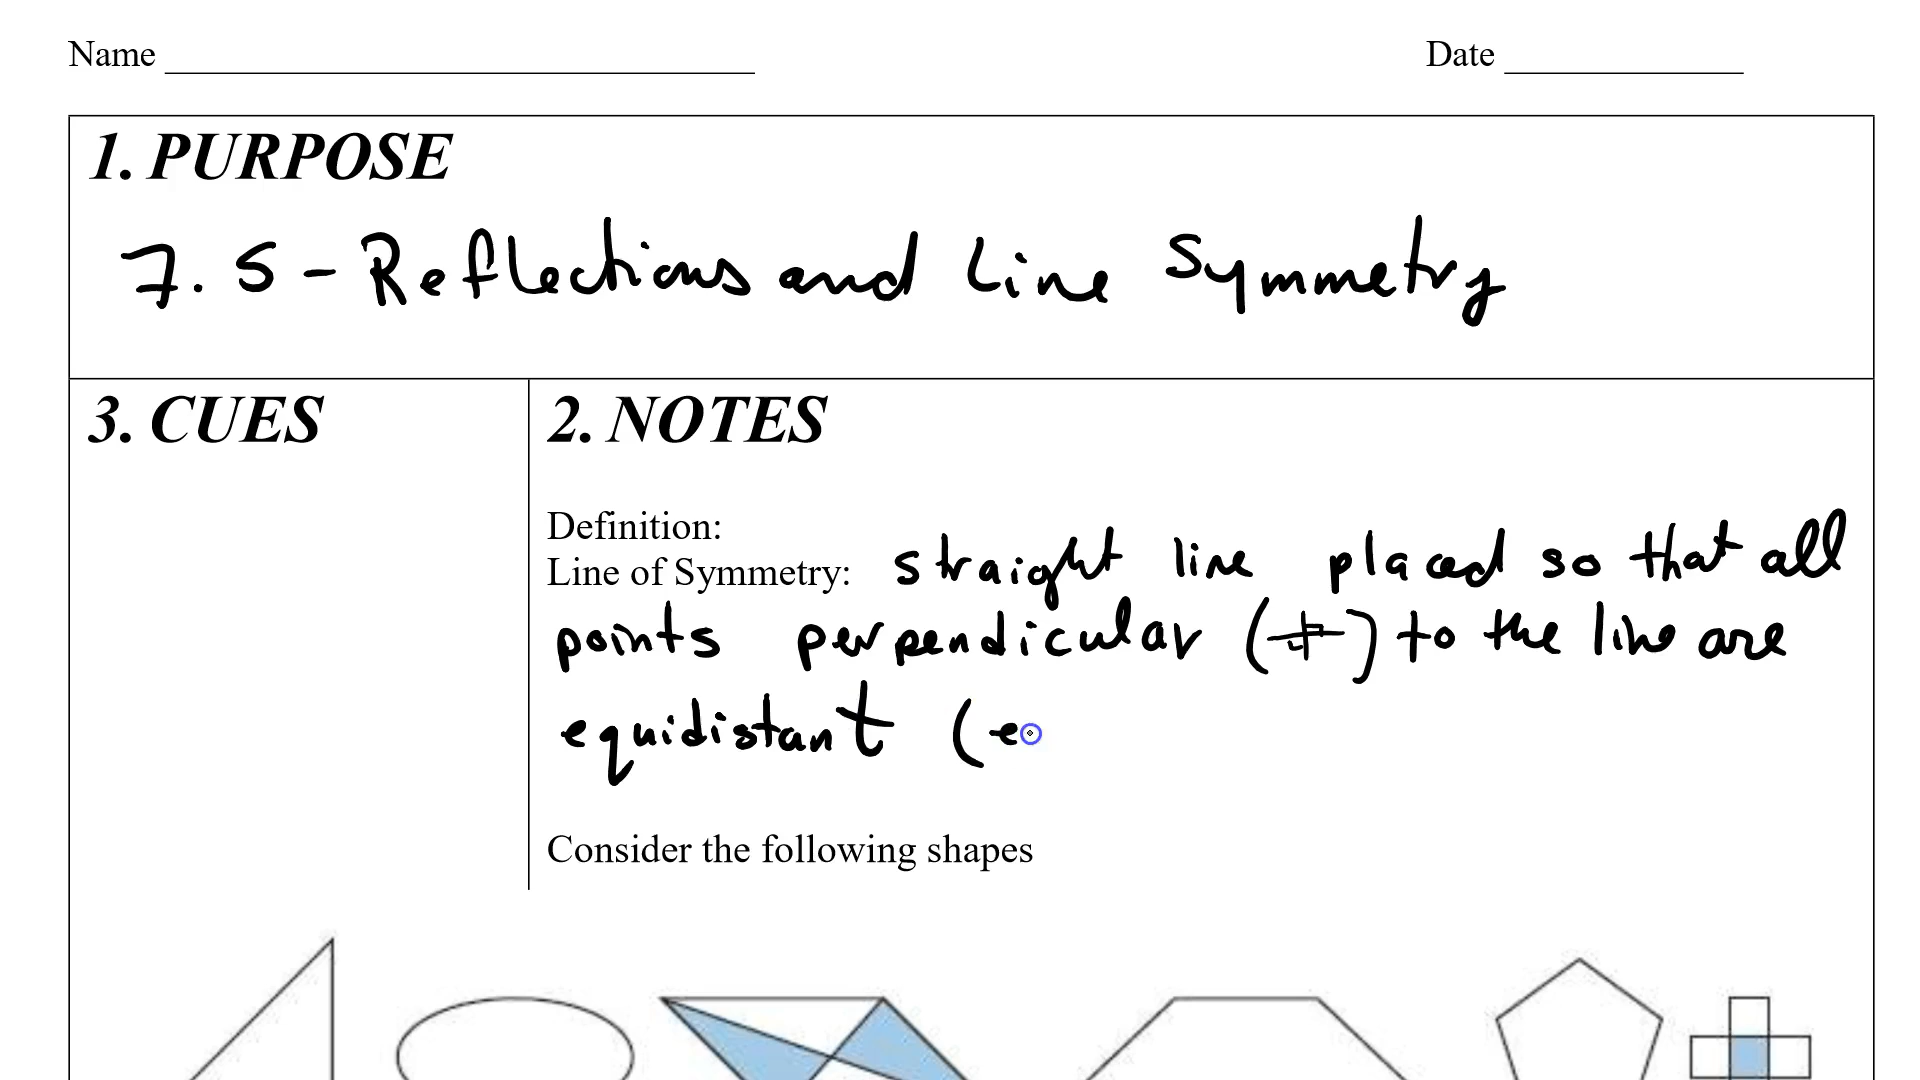 Name Date
1. PURPOSE
7.5 - Reflections and Line Symmetry
3. CUES
2. NOTES
Definition:
Line of Symmetry: straight line placed so that all
points perpendicular ( ) to the line are
equidistant (e
Consider the following shapes